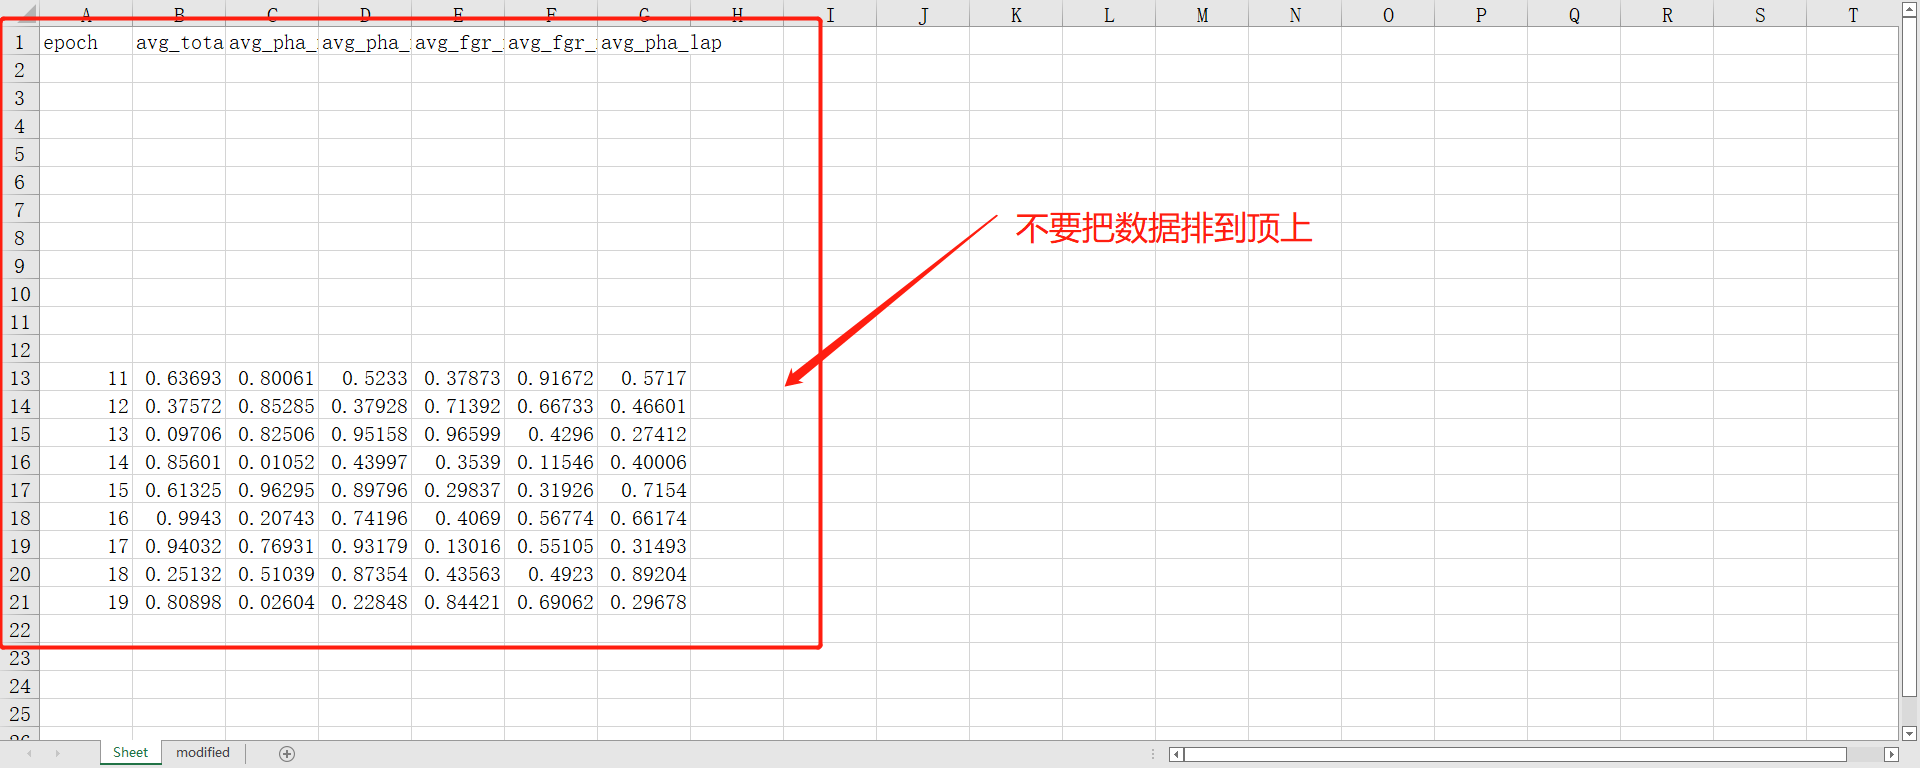 A B C D E F G H I J K L M N O P Q R S T
1 epoch avg_tota avg_pha_ avg_pha_ avg_fgr_ avg_fgr_ avg_pha_lap
2
3
4
5
6
7
不要把数据排到顶上
8
9
10
11
12
13 11 0.63693 0.80061 0.5233 0.37873 0.91672 0.5717
14 12 0.37572 0.85285 0.37928 0.71392 0.66733 0.46601
15 13 0.09706 0.82506 0.95158 0.96599 0.4296 0.27412
16 14 0.85601 0.01052 0.43997 0.3539 0.11546 0.40006
17 15 0.61325 0.96295 0.89796 0.29837 0.31926 0.7154
18 16 0.9943 0.20743 0.74196 0.4069 0.56774 0.66174
19 17 0.94032 0.76931 0.93179 0.13016 0.55105 0.31493
20 18 0.25132 0.51039 0.87354 0.43563 0.4923 0.89204
21 19 0.80898 0.02604 0.22848 0.84421 0.69062 0.29678
22
23
24
25
26
Sheet modified